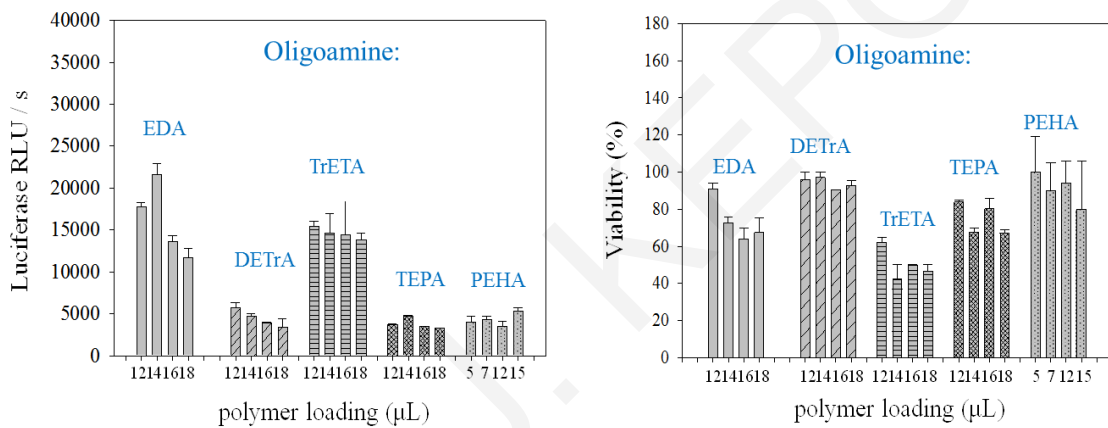 40000
35000
30000
25000
20000
15000
10000
5000
0
Luciferase RLU / s
Oligoamine:
EDA
DETrA
TrETA
TEPA
PEHA
12141618
12141618
12141618
12141618
5 7 1215
polymer loading (μL)
180
160
140
120
100
80
60
40
20
0
Viability (%)
Oligoamine:
EDA
DETrA
TrETA
TEPA
PEHA
12141618
12141618
12141618
12141618
5 7 1215
polymer loading (μL)
J. KEPO